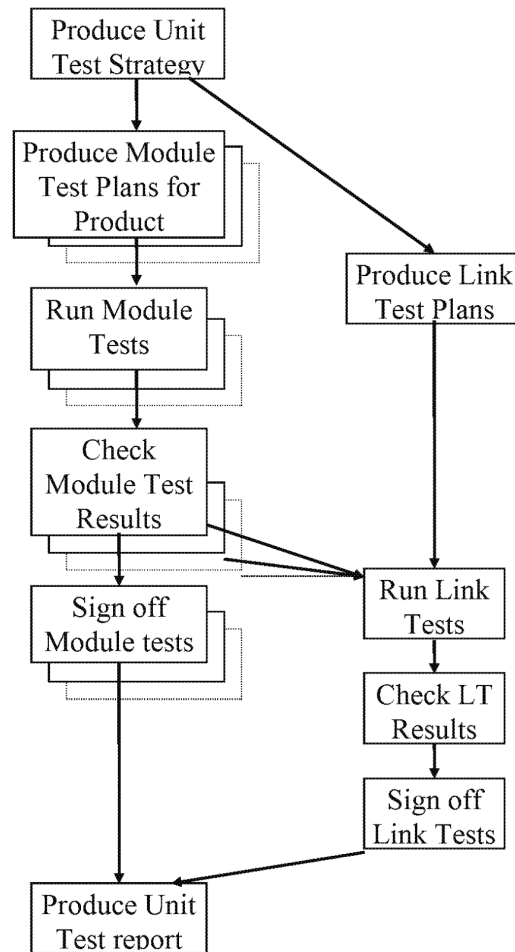 Produce Unit
Test Strategy
Produce Module
Test Plans for
Product
Produce Link
Test Plans
Run Module
Tests
Check
Module Test
Results
Run Link
Tests
Sign off
Module tests
Check LT
Results
Sign off
Link Tests
Produce Unit
Test report